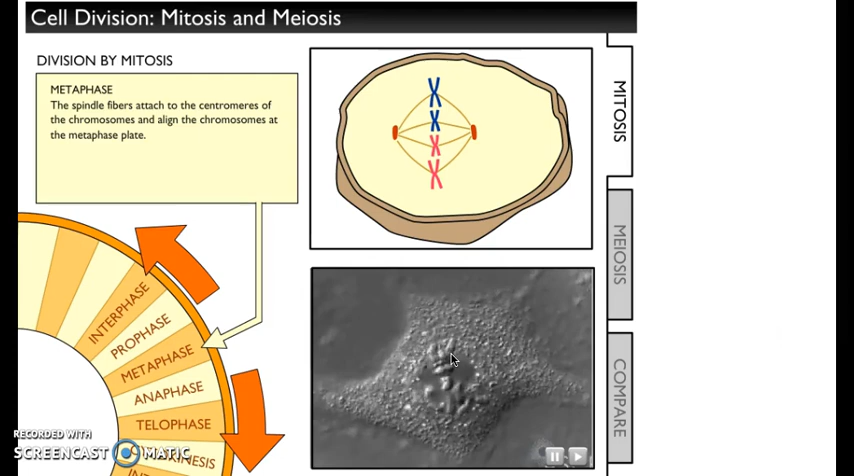 Cell Division: Mitosis and Meiosis
DIVISION BY MITOSIS
METAPHASE
The spindle fibers attach to the centromeres of
the chromosomes and align the chromosomes at
the metaphase plate.
MITOSIS
MEIOSIS
COMPARE
INTERPHASE
PROPHASE
METAPHASE
ANAPHASE
TELOPHASE
RECORDED WITH
SCREENCAST MATIC